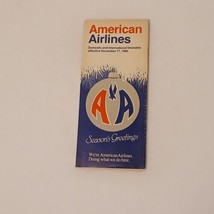 American
Airlines
Domestic and international timetable
effective December 17, 1980
AA
Season's Greetings
We're American Airlines.
Doing what we do best.